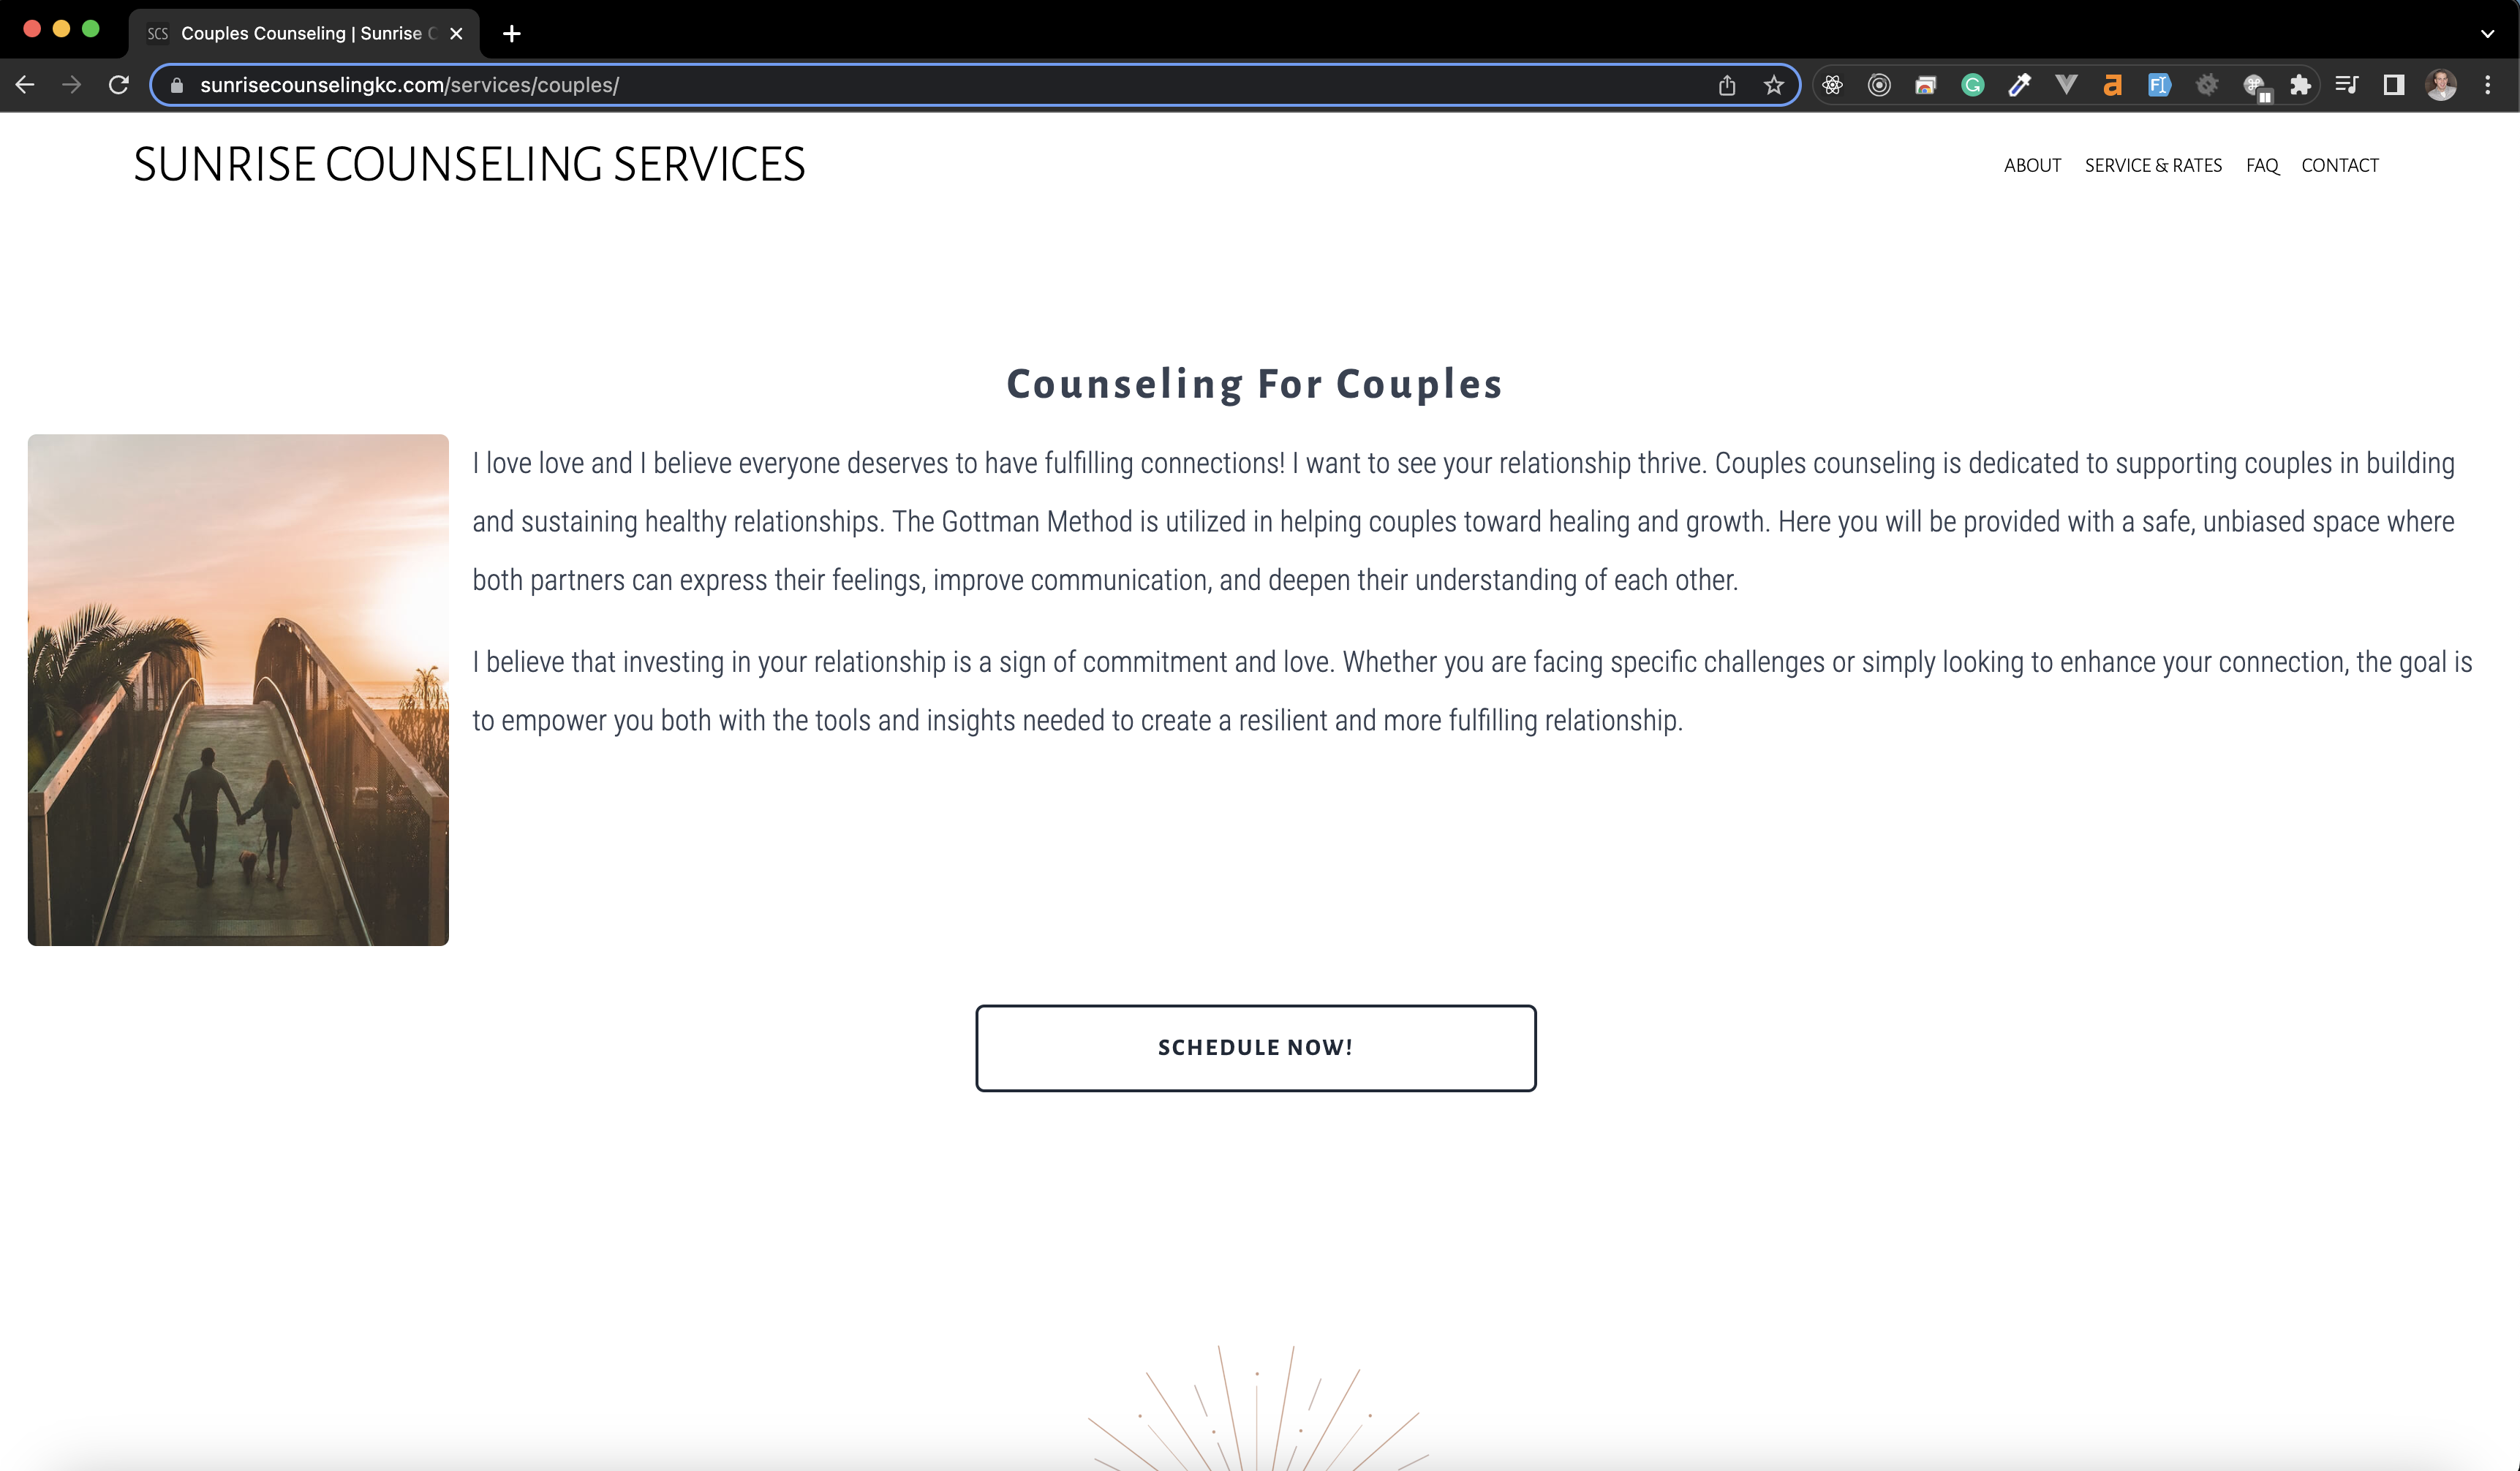 SCS Couples Counseling | Sunrise
sunrisecounselingkc.com/services/couples/
SUNRISE COUNSELING SERVICES
ABOUT SERVICE & RATES FAQ CONTACT
Counseling For Couples
I love love and I believe everyone deserves to have fulfilling connections! I want to see your relationship thrive. Couples counseling is dedicated to supporting couples in building
and sustaining healthy relationships. The Gottman Method is utilized in helping couples toward healing and growth. Here you will be provided with a safe, unbiased space where
both partners can express their feelings, improve communication, and deepen their understanding of each other.
I believe that investing in your relationship is a sign of commitment and love. Whether you are facing specific challenges or simply looking to enhance your connection, the goal is
to empower you both with the tools and insights needed to create a resilient and more fulfilling relationship.
SCHEDULE NOW!